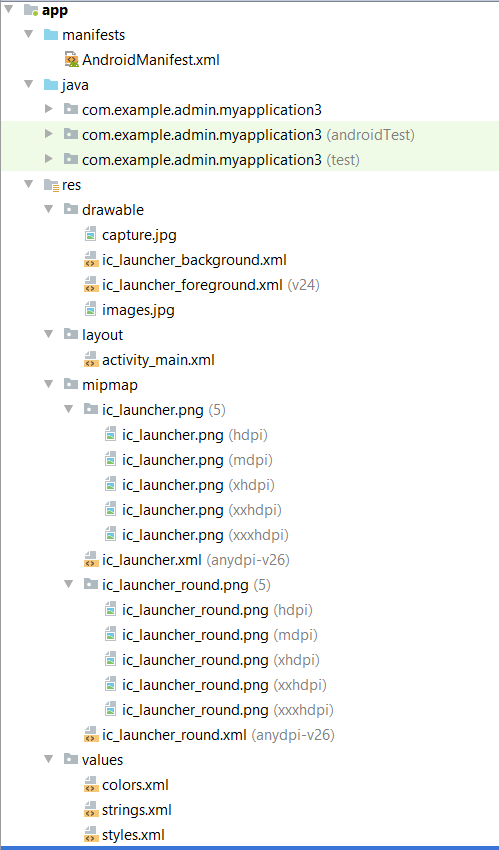 app
manifests
AndroidManifest.xml
java
com.example.admin.myapplication3
com.example.admin.myapplication3 (androidTest)
com.example.admin.myapplication3 (test)
res
drawable
capture.jpg
ic_launcher_background.xml
ic_launcher_foreground.xml (v24)
images.jpg
layout
activity_main.xml
mipmap
ic_launcher.png (5)
ic_launcher.png (hdpi)
ic_launcher.png (mdpi)
ic_launcher.png (xhdpi)
ic_launcher.png (xxhdpi)
ic_launcher.png (xxxhdpi)
ic_launcher.xml (anydpi-v26)
ic_launcher_round.png (5)
ic_launcher_round.png (hdpi)
ic_launcher_round.png (mdpi)
ic_launcher_round.png (xhdpi)
ic_launcher_round.png (xxhdpi)
ic_launcher_round.png (xxxhdpi)
ic_launcher_round.xml (anydpi-v26)
values
colors.xml
strings.xml
styles.xml